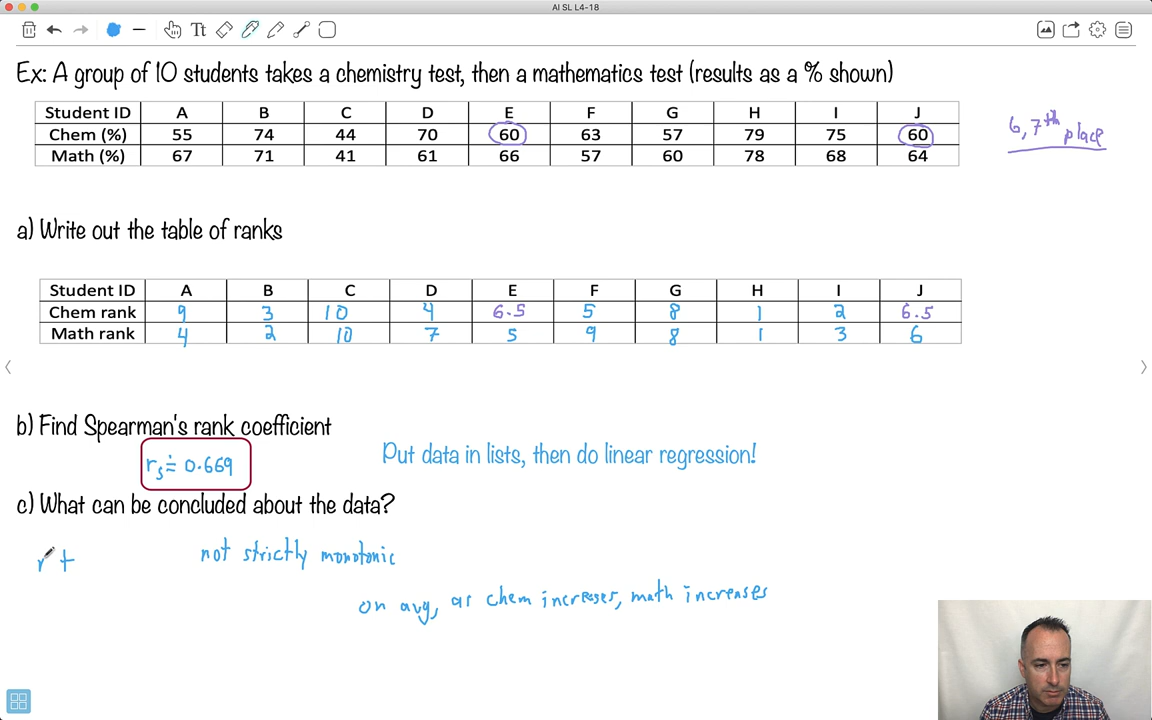 AI SL L4-18
Tt
Ex: A group of 10 students takes a chemistry test, then a mathematics test (results as a % shown)
Student ID A B C D E F G H I J
Chem (%) 55 74 44 70 60 63 57 79 75 60
Math (%) 67 71 41 61 66 57 60 78 68 64
6, 7th place
a) Write out the table of ranks
Student ID A B C D E F G H I J
Chem rank 9 3 10 4 6.5 5 8 1 2 6.5
Math rank 4 2 10 7 5 9 8 1 3 6
b) Find Spearman's rank coefficient
rs ≐ 0.669
Put data in lists, then do linear regression!
c) What can be concluded about the data?
r +
not strictly monotonic
on avg, as chem increases, math increases